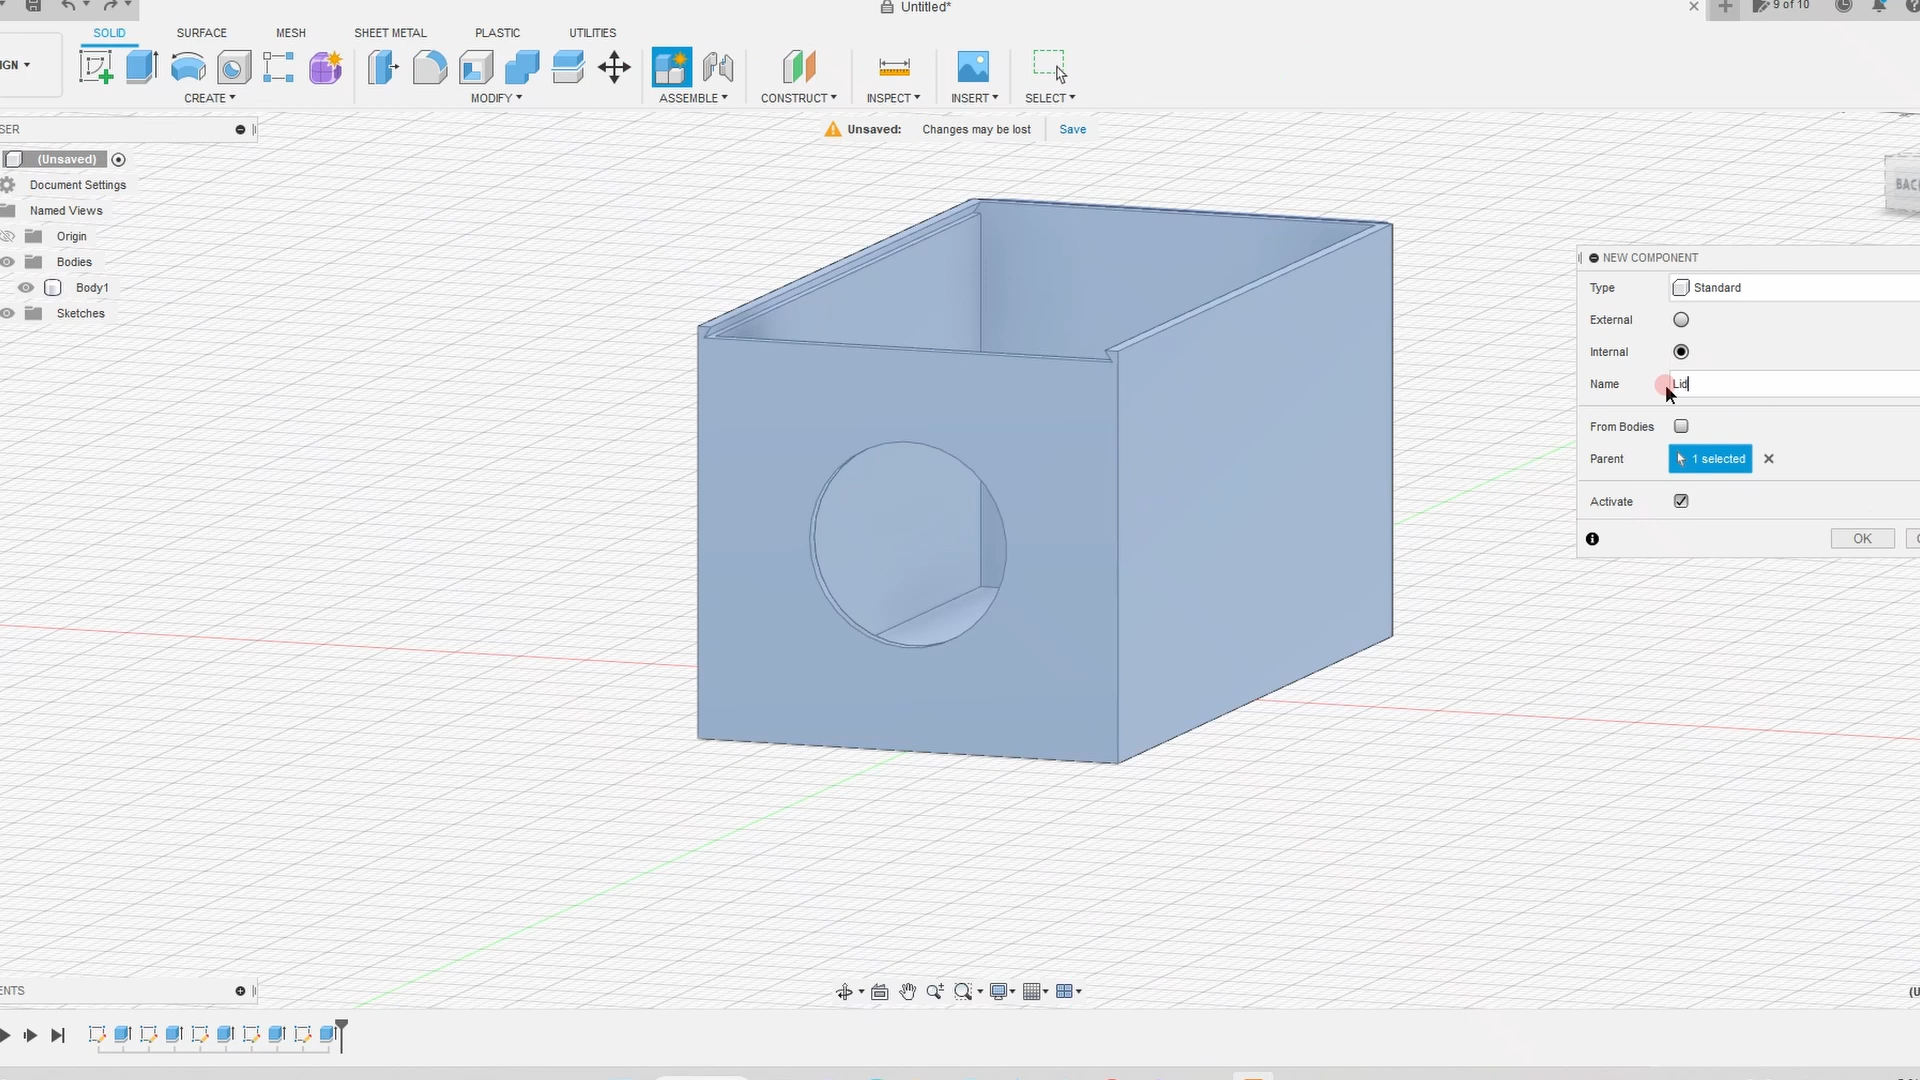 Untitled*
9 of 10
SOLID
SURFACE
MESH
SHEET METAL
PLASTIC
UTILITIES
IGN
CREATE
MODIFY
ASSEMBLE
CONSTRUCT
INSPECT
INSERT
SELECT
SER
Unsaved: Changes may be lost Save
(Unsaved)
Document Settings
Named Views
Origin
Bodies
Body1
Sketches
BACK
NEW COMPONENT
Type Standard
External
Internal
Name Lid
From Bodies
Parent 1 selected
Activate
OK
ENTS
(U